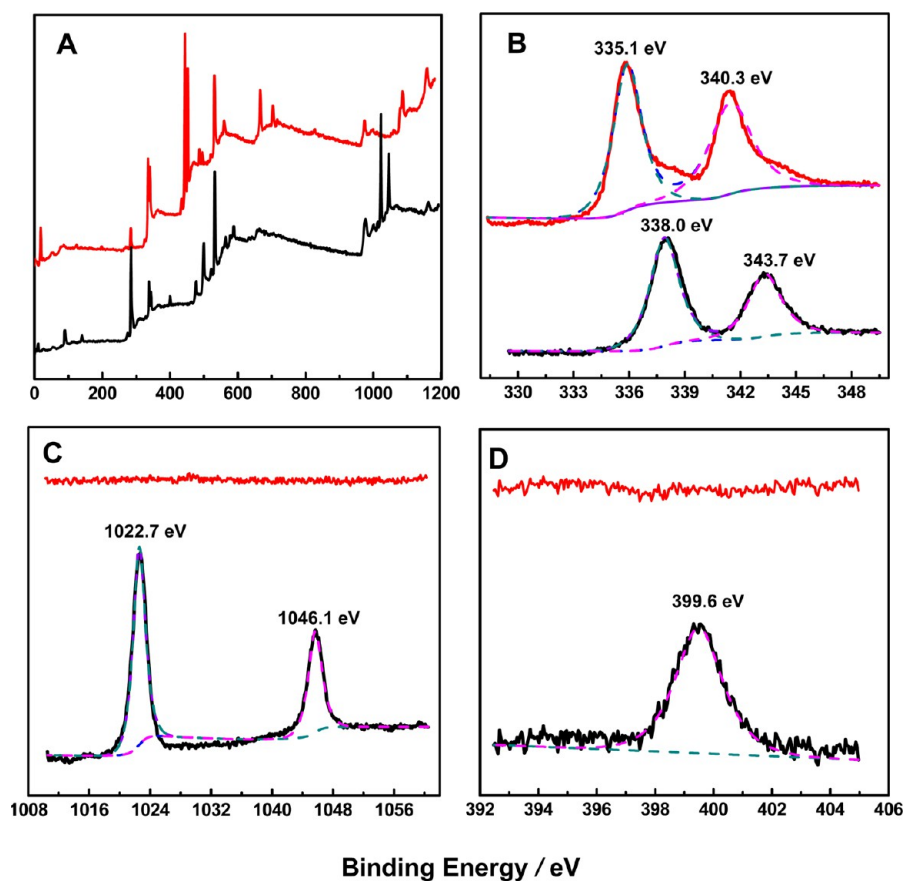 A
0 200 400 600 800 1000 1200
B
335.1 eV
340.3 eV
338.0 eV
343.7 eV
330 333 336 339 342 345 348
C
1022.7 eV
1046.1 eV
1008 1016 1024 1032 1040 1048 1056
D
399.6 eV
392 394 396 398 400 402 404 406
Binding Energy / eV